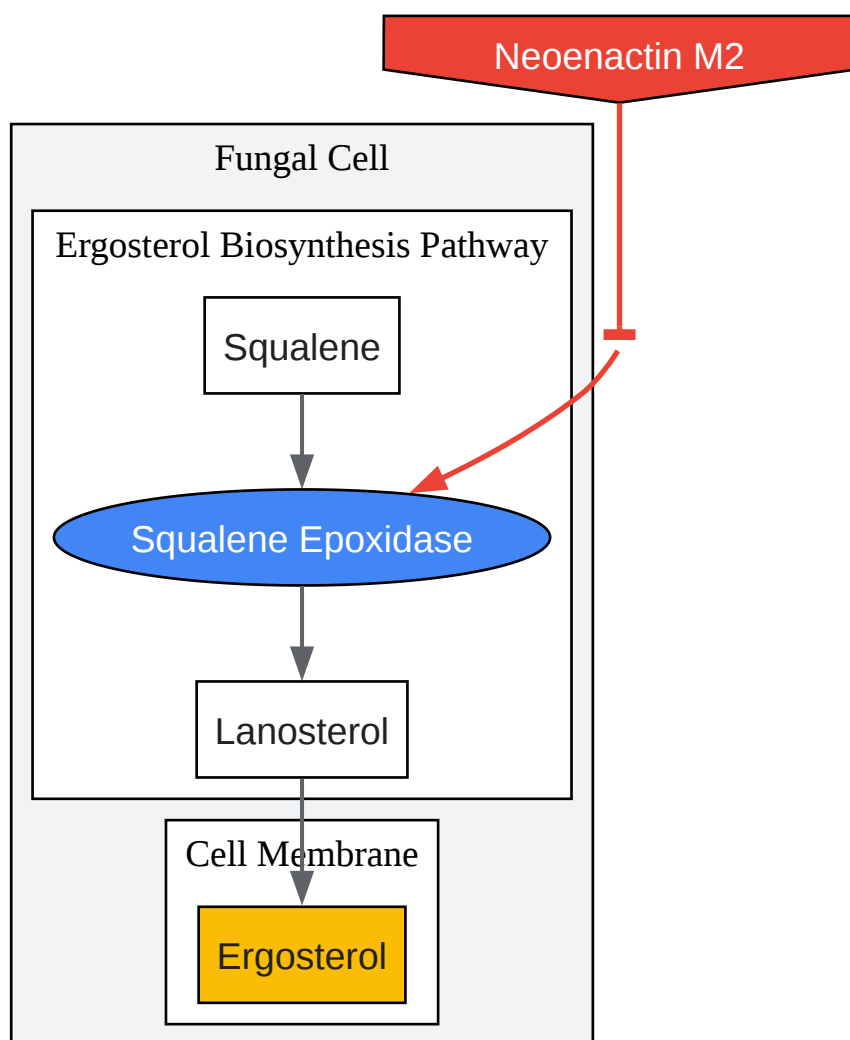 Neoenactin M2
Fungal Cell
Ergosterol Biosynthesis Pathway
Squalene
Squalene Epoxidase
Lanosterol
Cell Membrane
Ergosterol